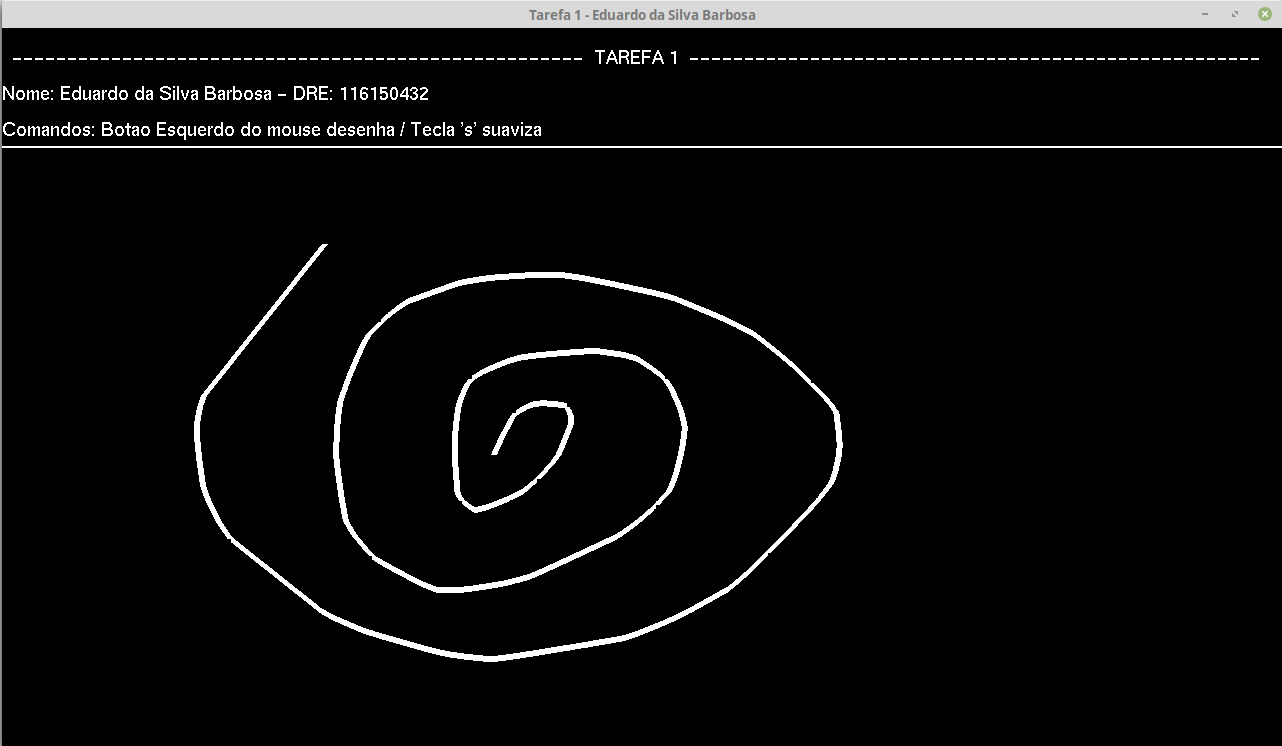 Tarefa 1 - Eduardo da Silva Barbosa
------------------------------------------------------ TAREFA 1 ------------------------------------------------------
Nome: Eduardo da Silva Barbosa - DRE: 116150432
Comandos: Botao Esquerdo do mouse desenha / Tecla 's' suaviza